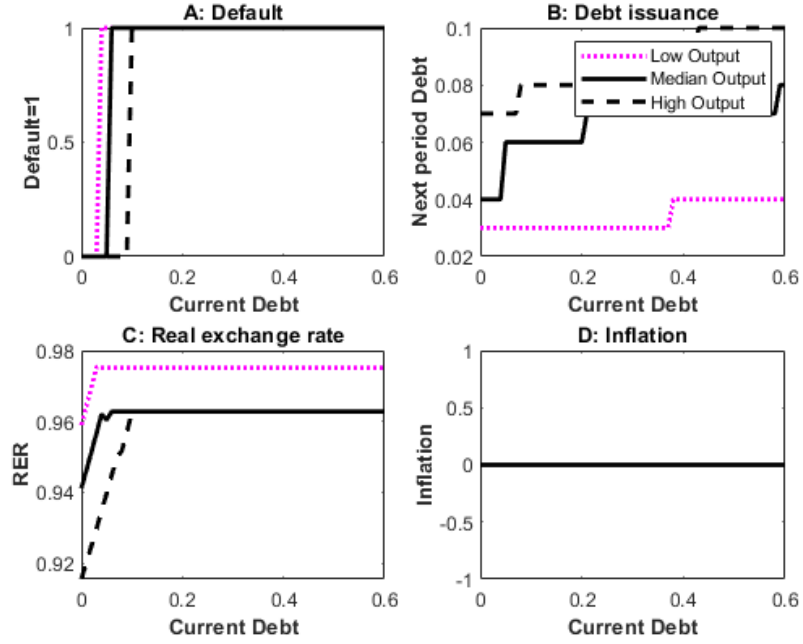 A: Default
Default=1
1
0.5
0
0
0.2
0.4
0.6
Current Debt
B: Debt issuance
Next period Debt
0.1
0.08
0.06
0.04
0.02
Low Output
Median Output
High Output
0
0.2
0.4
0.6
Current Debt
C: Real exchange rate
RER
0.98
0.96
0.94
0.92
0
0.2
0.4
0.6
Current Debt
D: Inflation
Inflation
1
0.5
0
-0.5
-1
0
0.2
0.4
0.6
Current Debt